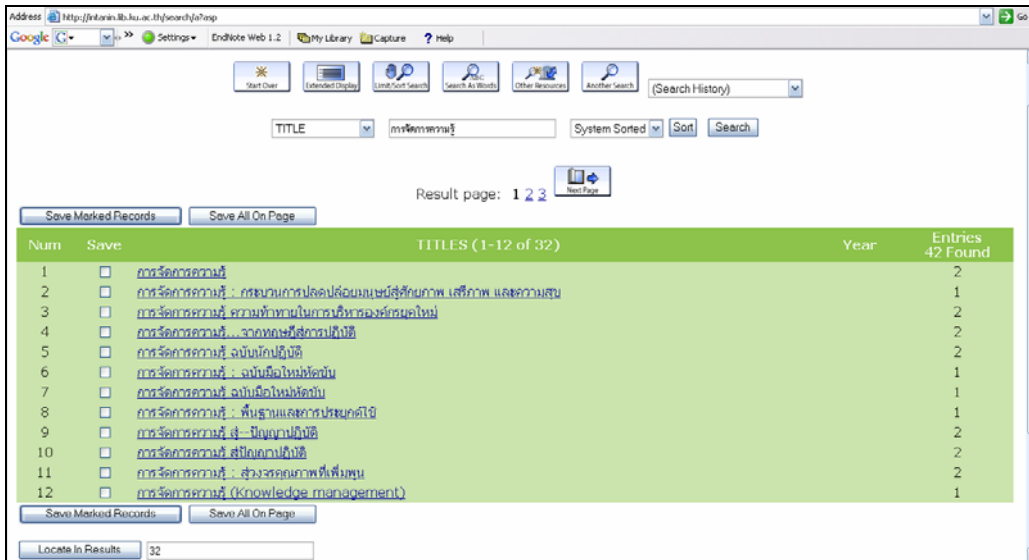 Address http://intanin.lib.ku.ac.th/search/a?asp Go
Google G Settings EndNote Web 1.2 My Library Capture ? Help
Start Over Extended Display Limit/Sort Search Search As Words Other Resources Another Search (Search History)
TITLE การจัดการความรู้ System Sorted Sort Search
Result page: 1 2 3 Next Page
Save Marked Records Save All On Page
Num Save TITLES (1-12 of 32) Year Entries 42 Found
1 การจัดการความรู้ 2
2 การจัดการความรู้ : กระบวนการปลดปล่อยมนุษย์สู่ศักยภาพ เสรีภาพ และความสุข 1
3 การจัดการความรู้ ความท้าทายในการบริหารองค์กรยุคใหม่ 2
4 การจัดการความรู้...จากทฤษฎีสู่การปฏิบัติ 2
5 การจัดการความรู้ ฉบับนักปฏิบัติ 2
6 การจัดการความรู้ : ฉบับมือใหม่หัดขับ 1
7 การจัดการความรู้ ฉบับมือใหม่หัดขับ 1
8 การจัดการความรู้ : พื้นฐานและการประยุกต์ใช้ 1
9 การจัดการความรู้ สู่--ปัญญาปฏิบัติ 2
10 การจัดการความรู้ สู่ปัญญาปฏิบัติ 2
11 การจัดการความรู้ : สู่วงจรคุณภาพที่เพิ่มพูน 2
12 การจัดการความรู้ (Knowledge management) 1
Save Marked Records Save All On Page
Locate In Results 32